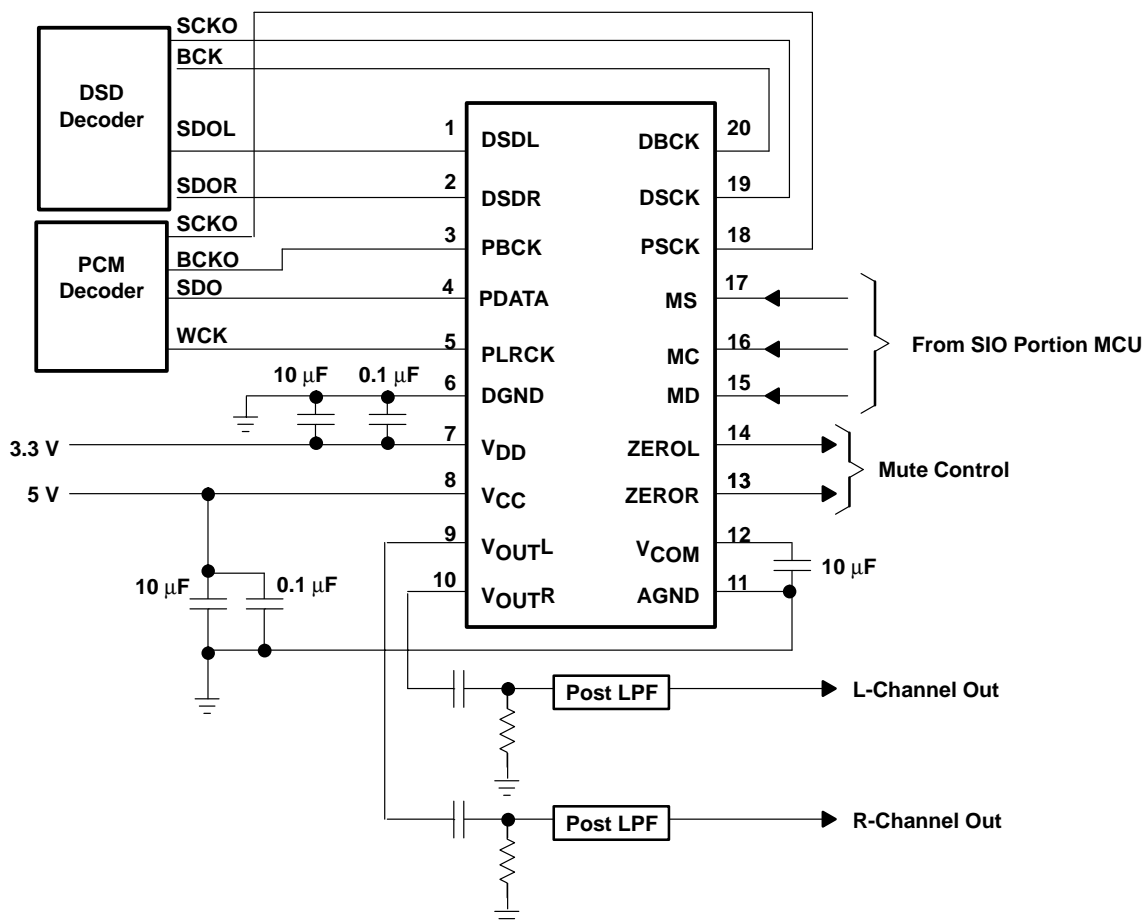 SCKO
BCK
DSD
Decoder
SDOL
SDOR
SCKO
PCM
Decoder
BCKO
SDO
WCK
1 DSDL DBCK 20
2 DSDR DSCK 19
3 PBCK PSCK 18
4 PDATA MS 17
5 PLRCK MC 16
6 DGND MD 15
7 VDD ZEROL 14
8 VCC ZEROR 13
9 VOUTL VCOM 12
10 VOUTR AGND 11
From SIO Portion MCU
Mute Control
10 μF 0.1 μF
3.3 V
5 V
10 μF 0.1 μF
10 μF
Post LPF L-Channel Out
Post LPF R-Channel Out